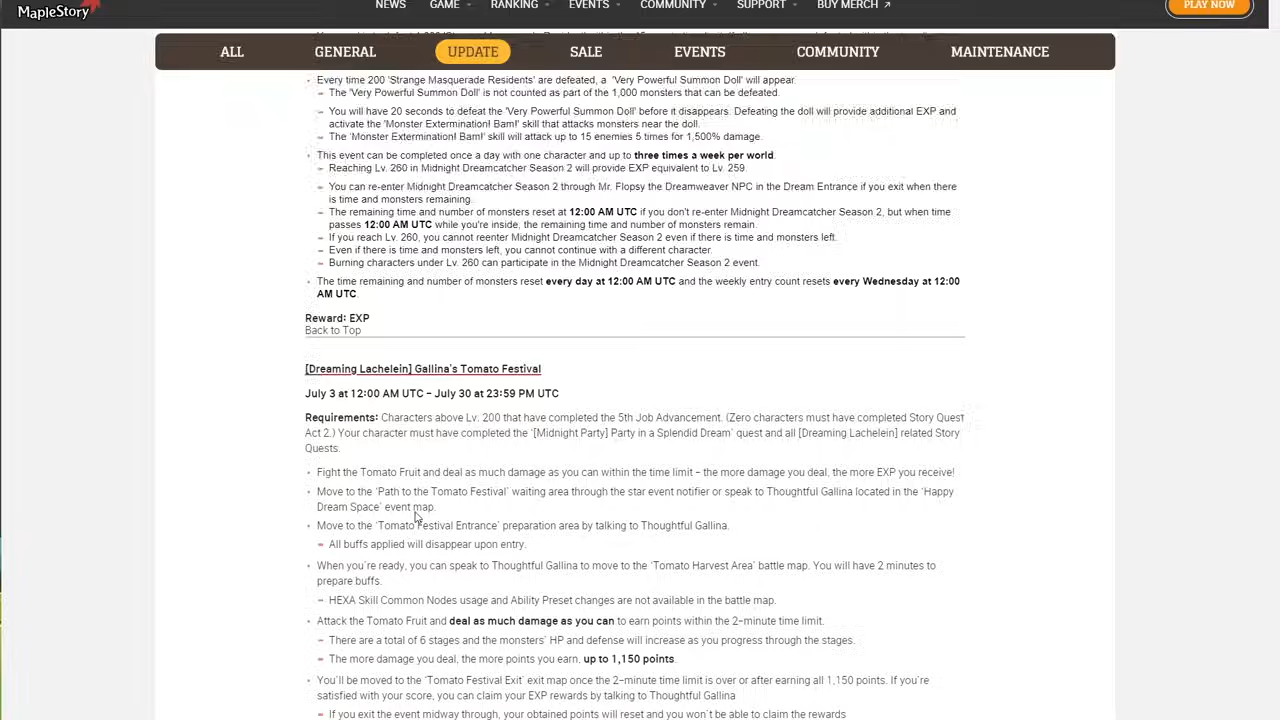 MapleStory
NEWS GAME RANKING EVENTS COMMUNITY SUPPORT BUY MERCH ↗ PLAY NOW
ALL GENERAL UPDATE SALE EVENTS COMMUNITY MAINTENANCE
Every time 200 'Strange Masquerade Residents' are defeated, a 'Very Powerful Summon Doll' will appear.
The 'Very Powerful Summon Doll' is not counted as part of the 1,000 monsters that can be defeated.
You will have 20 seconds to defeat the 'Very Powerful Summon Doll' before it disappears. Defeating the doll will provide additional EXP and
activate the 'Monster Extermination! Bam!' skill that attacks monsters near the doll.
The 'Monster Extermination! Bam!' skill will attack up to 15 enemies 5 times for 1,500% damage.
This event can be completed once a day with one character and up to three times a week per world.
Reaching Lv. 260 in Midnight Dreamcatcher Season 2 will provide EXP equivalent to Lv. 259.
You can re-enter Midnight Dreamcatcher Season 2 through Mr. Flopsy the Dreamweaver NPC in the Dream Entrance if you exit when there
is time and monsters remaining.
The remaining time and number of monsters reset at 12:00 AM UTC if you don't re-enter Midnight Dreamcatcher Season 2, but when time
passes 12:00 AM UTC while you're inside, the remaining time and number of monsters remain.
If you reach Lv. 260, you cannot reenter Midnight Dreamcatcher Season 2 even if there is time and monsters left.
Even if there is time and monsters left, you cannot continue with a different character.
Burning characters under Lv. 260 can participate in the Midnight Dreamcatcher Season 2 event.
The time remaining and number of monsters reset every day at 12:00 AM UTC and the weekly entry count resets every Wednesday at 12:00
AM UTC.
Reward: EXP
Back to Top
[Dreaming Lachelein] Gallina's Tomato Festival
July 3 at 12:00 AM UTC - July 30 at 23:59 PM UTC
Requirements: Characters above Lv. 200 that have completed the 5th Job Advancement. (Zero characters must have completed Story Quest
Act 2.) Your character must have completed the '[Midnight Party] Party in a Splendid Dream' quest and all [Dreaming Lachelein] related Story
Quests.
Fight the Tomato Fruit and deal as much damage as you can within the time limit - the more damage you deal, the more EXP you receive!
Move to the 'Path to the Tomato Festival' waiting area through the star event notifier or speak to Thoughtful Gallina located in the 'Happy
Dream Space' event map.
Move to the 'Tomato Festival Entrance' preparation area by talking to Thoughtful Gallina.
All buffs applied will disappear upon entry.
When you're ready, you can speak to Thoughtful Gallina to move to the 'Tomato Harvest Area' battle map. You will have 2 minutes to
prepare buffs.
HEXA Skill Common Nodes usage and Ability Preset changes are not available in the battle map.
Attack the Tomato Fruit and deal as much damage as you can to earn points within the 2-minute time limit.
There are a total of 6 stages and the monsters' HP and defense will increase as you progress through the stages.
The more damage you deal, the more points you earn, up to 1,150 points.
You'll be moved to the 'Tomato Festival Exit' exit map once the 2-minute time limit is over or after earning all 1,150 points. If you're
satisfied with your score, you can claim your EXP rewards by talking to Thoughtful Gallina
If you exit the event midway through, your obtained points will reset and you won't be able to claim the rewards